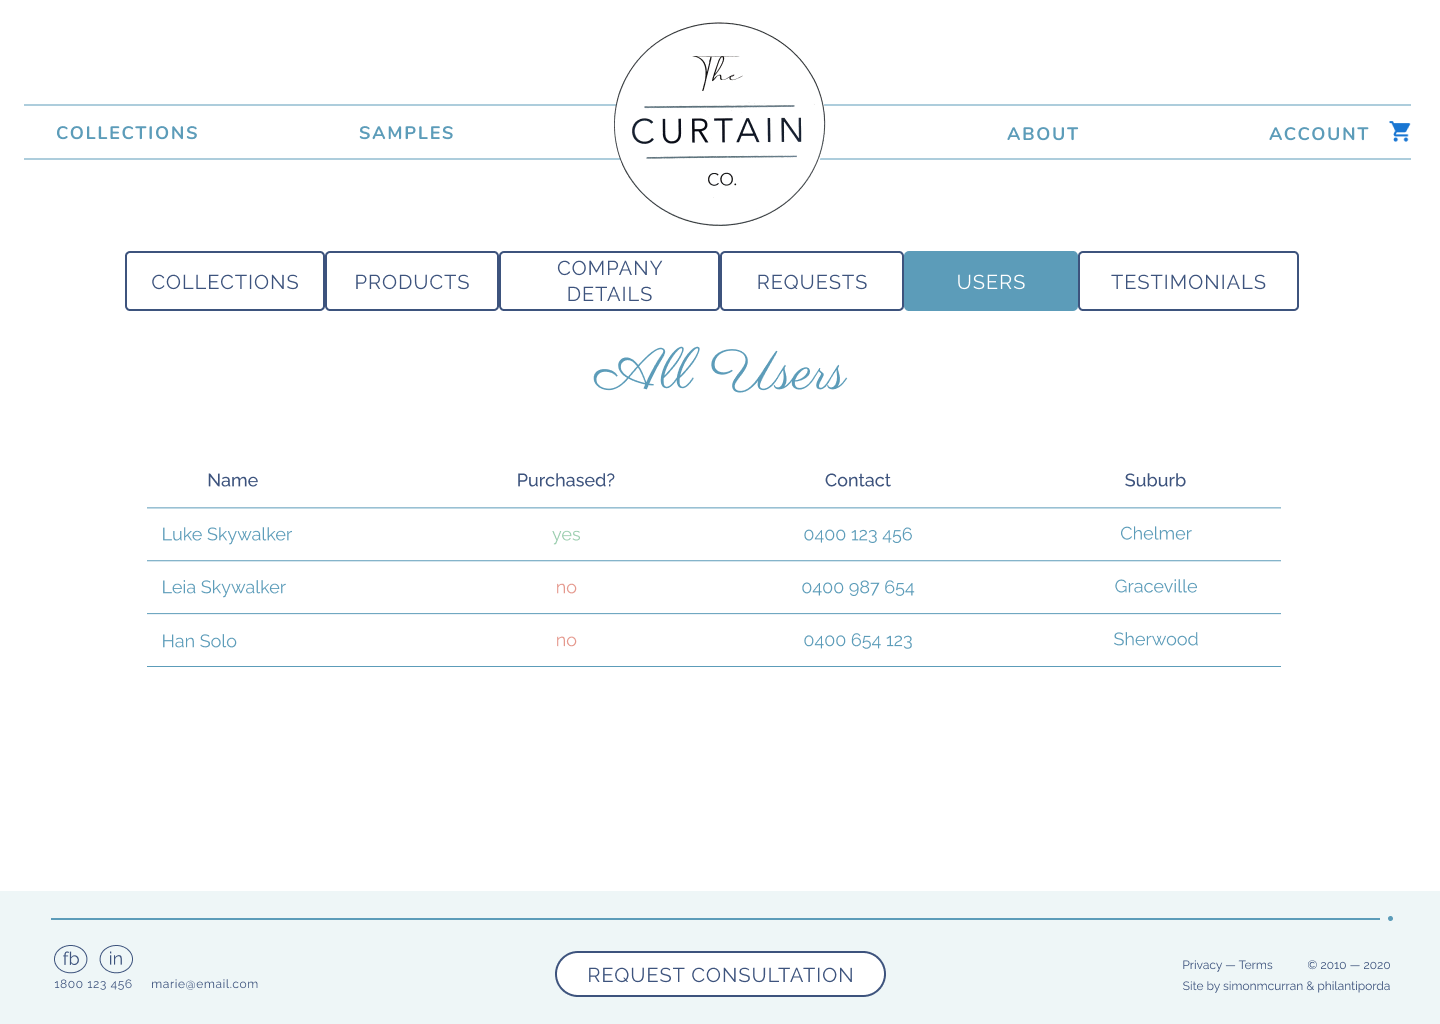 The
CURTAIN
CO.
COLLECTIONS SAMPLES ABOUT ACCOUNT
COLLECTIONS PRODUCTS COMPANY DETAILS REQUESTS USERS TESTIMONIALS
All Users
Name Purchased? Contact Suburb
Luke Skywalker yes 0400 123 456 Chelmer
Leia Skywalker no 0400 987 654 Graceville
Han Solo no 0400 654 123 Sherwood
fb in
1800 123 456 marie@email.com
REQUEST CONSULTATION
Privacy — Terms © 2010 — 2020
Site by simonmcurran & philantiporda